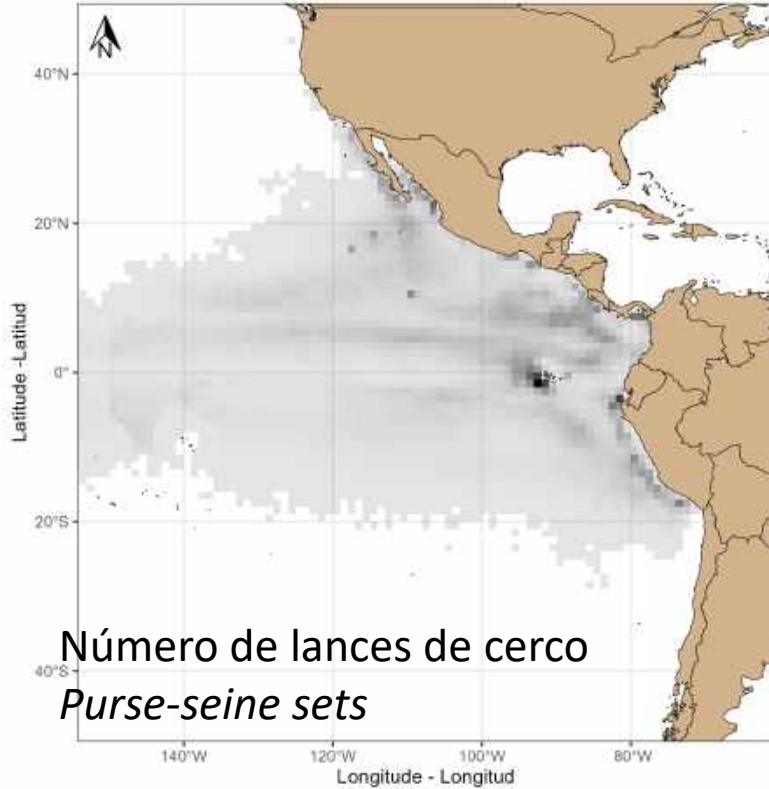 N
40°N
20°N
0°
20°S
40°S
Latitude -Latitud
Número de lances de cerco
Purse-seine sets
140°W 120°W 100°W 80°W
Longitude - Longitud